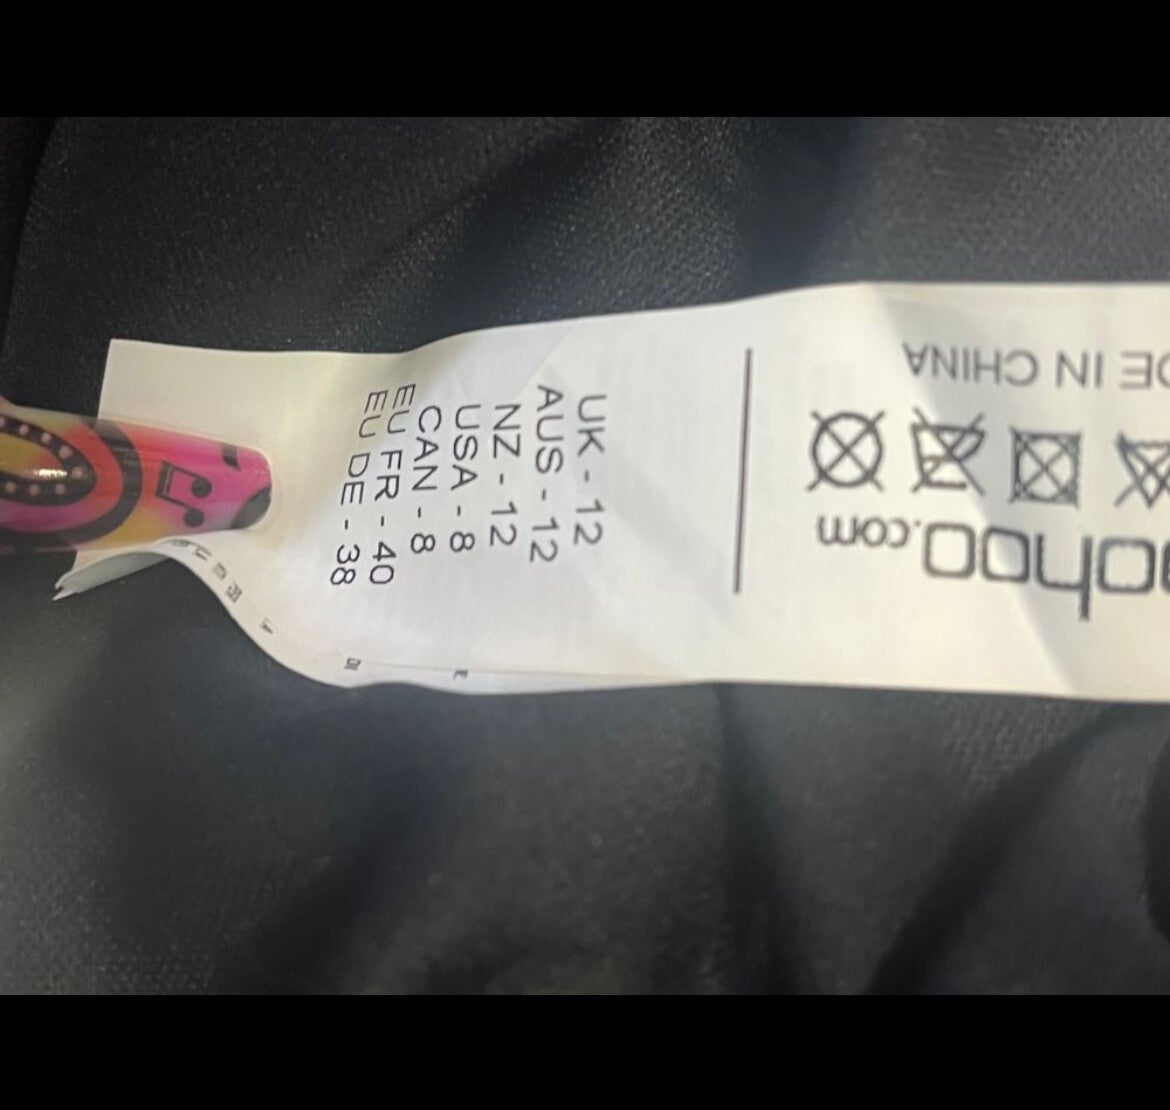 DE IN CHINA
ohoo.com
UK - 12
AUS - 12
NZ - 12
USA - 8
CAN - 8
EU FR - 40
EU DE - 38